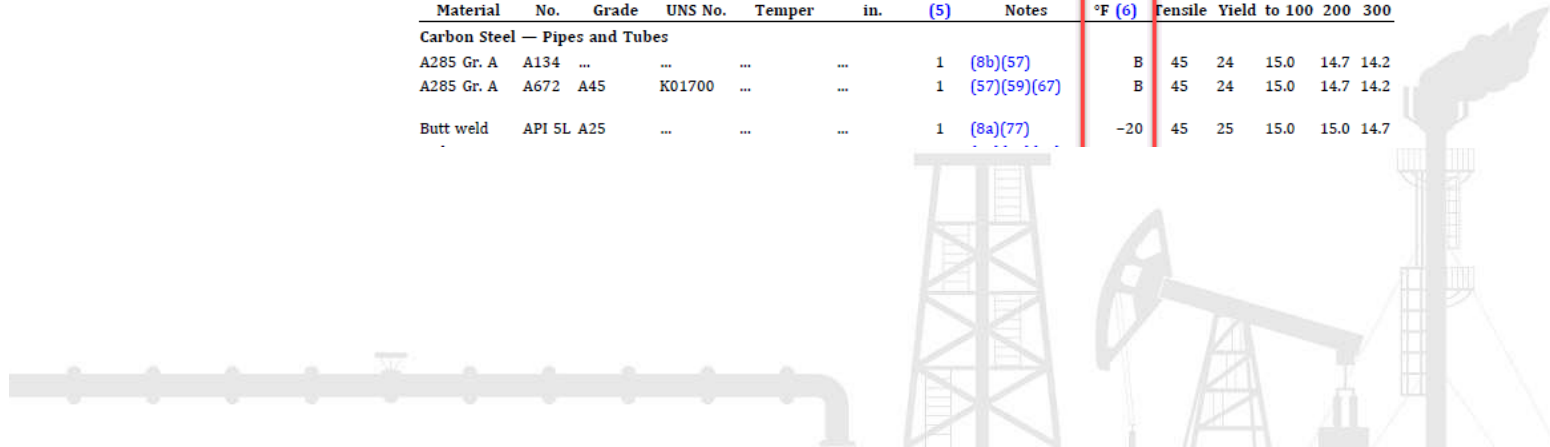 Material No. Grade UNS No. Temper in. (5) Notes °F (6) Tensile Yield to 100 200 300
Carbon Steel — Pipes and Tubes
A285 Gr. A A134 ... ... ... ... 1 (8b)(57) B 45 24 15.0 14.7 14.2
A285 Gr. A A672 A45 K01700 ... ... 1 (57)(59)(67) B 45 24 15.0 14.7 14.2
Butt weld API 5L A25 ... ... ... 1 (8a)(77) −20 45 25 15.0 15.0 14.7